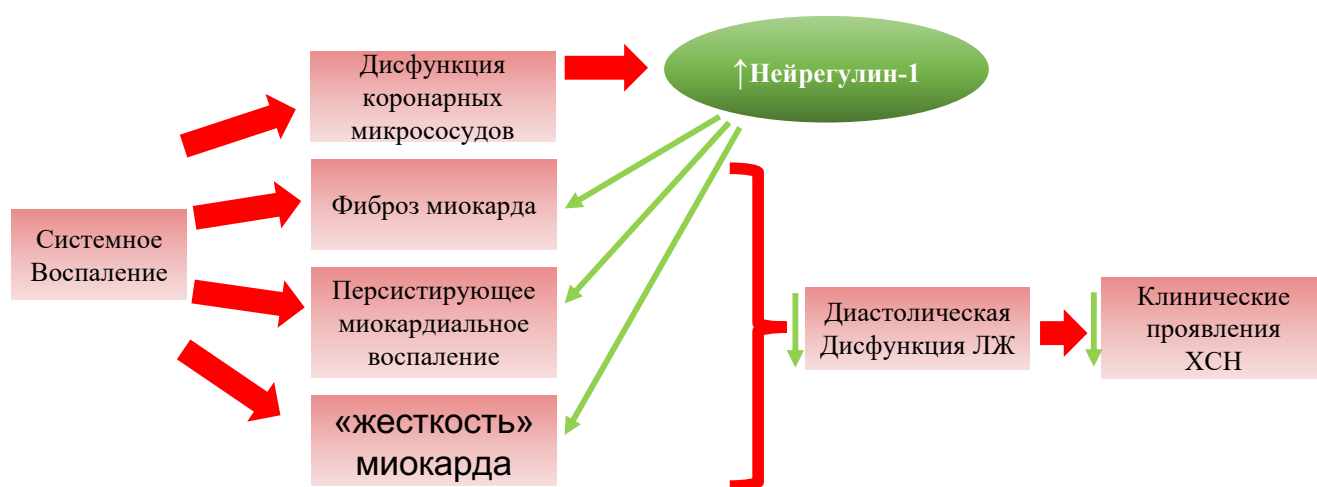 Дисфункция
коронарных
микрососудов
↑Нейрегулин-1
Фиброз миокарда
Системное
Воспаление
Персистирующее
миокардиальное
воспаление
«жесткость»
миокарда
Диастолическая
Дисфункция ЛЖ
Клинические
проявления
ХСН